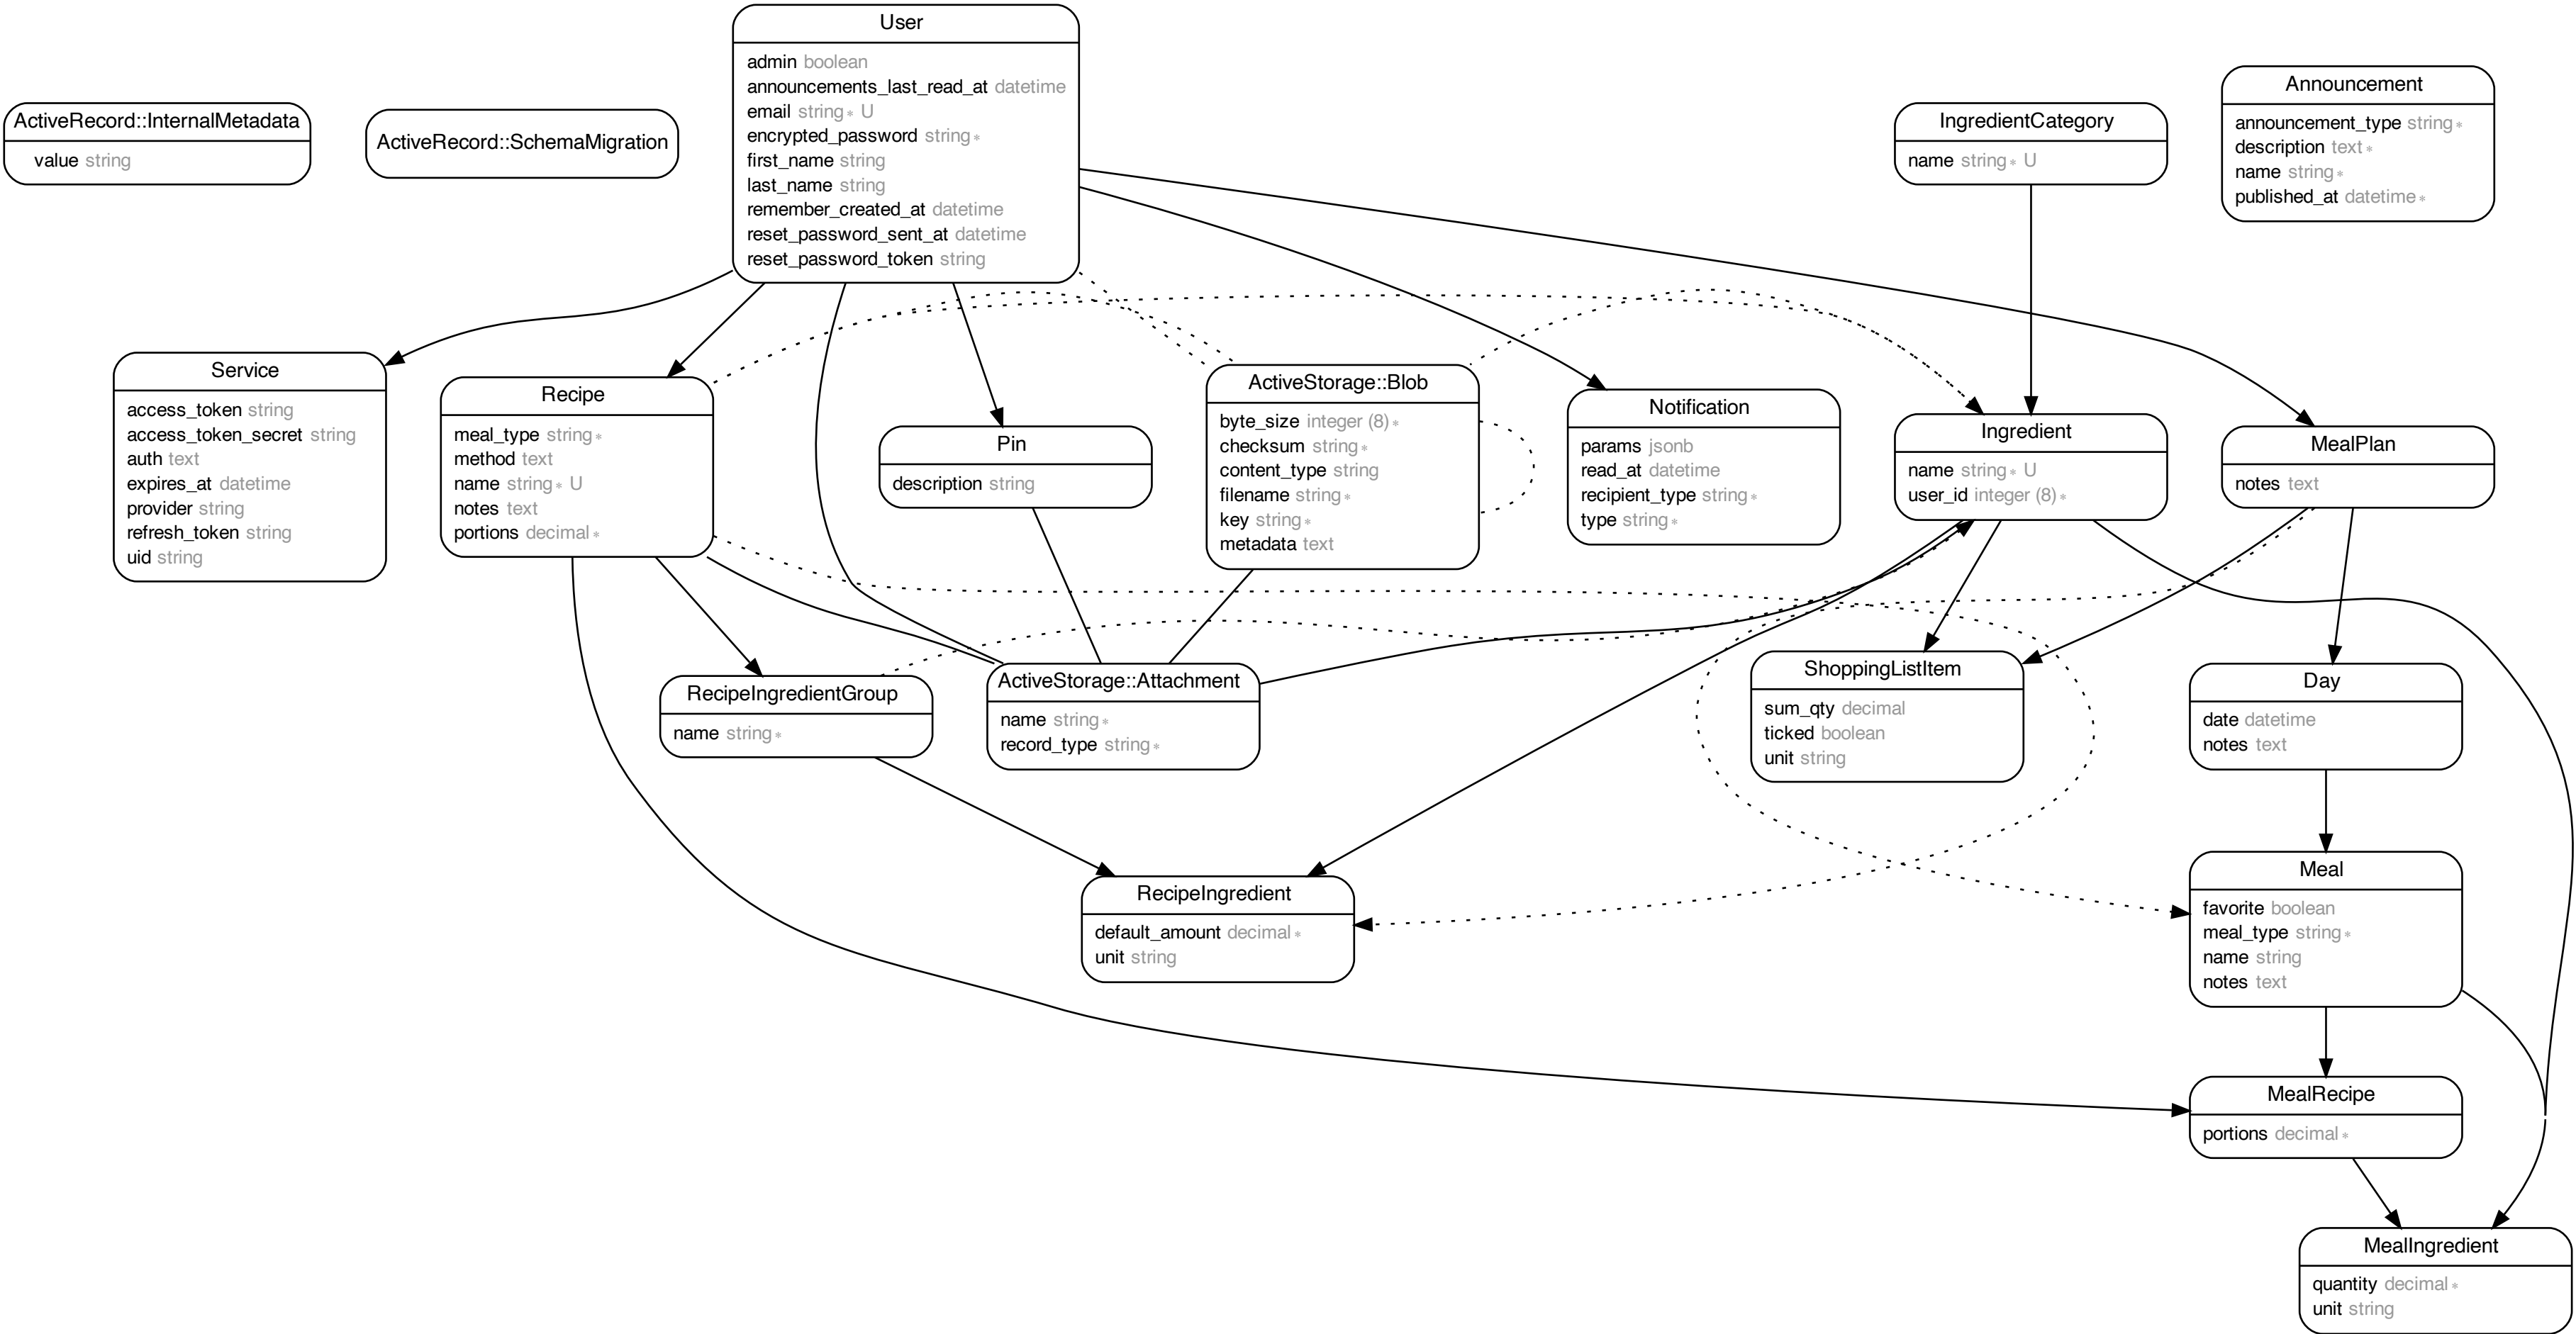 User
admin boolean
announcements_last_read_at datetime
email string* U
encrypted_password string*
first_name string
last_name string
remember_created_at datetime
reset_password_sent_at datetime
reset_password_token string
ActiveRecord::InternalMetadata
value string
ActiveRecord::SchemaMigration
IngredientCategory
name string* U
Announcement
announcement_type string*
description text*
name string*
published_at datetime*
Service
access_token string
access_token_secret string
auth text
expires_at datetime
provider string
refresh_token string
uid string
Recipe
meal_type string*
method text
name string* U
notes text
portions decimal*
Pin
description string
ActiveStorage::Blob
byte_size integer (8)*
checksum string*
content_type string
filename string*
key string*
metadata text
Notification
params jsonb
read_at datetime
recipient_type string*
type string*
Ingredient
name string* U
user_id integer (8)*
MealPlan
notes text
RecipeIngredientGroup
name string*
ActiveStorage::Attachment
name string*
record_type string*
ShoppingListItem
sum_qty decimal
ticked boolean
unit string
Day
date datetime
notes text
RecipeIngredient
default_amount decimal*
unit string
Meal
favorite boolean
meal_type string*
name string
notes text
MealRecipe
portions decimal*
MealIngredient
quantity decimal*
unit string